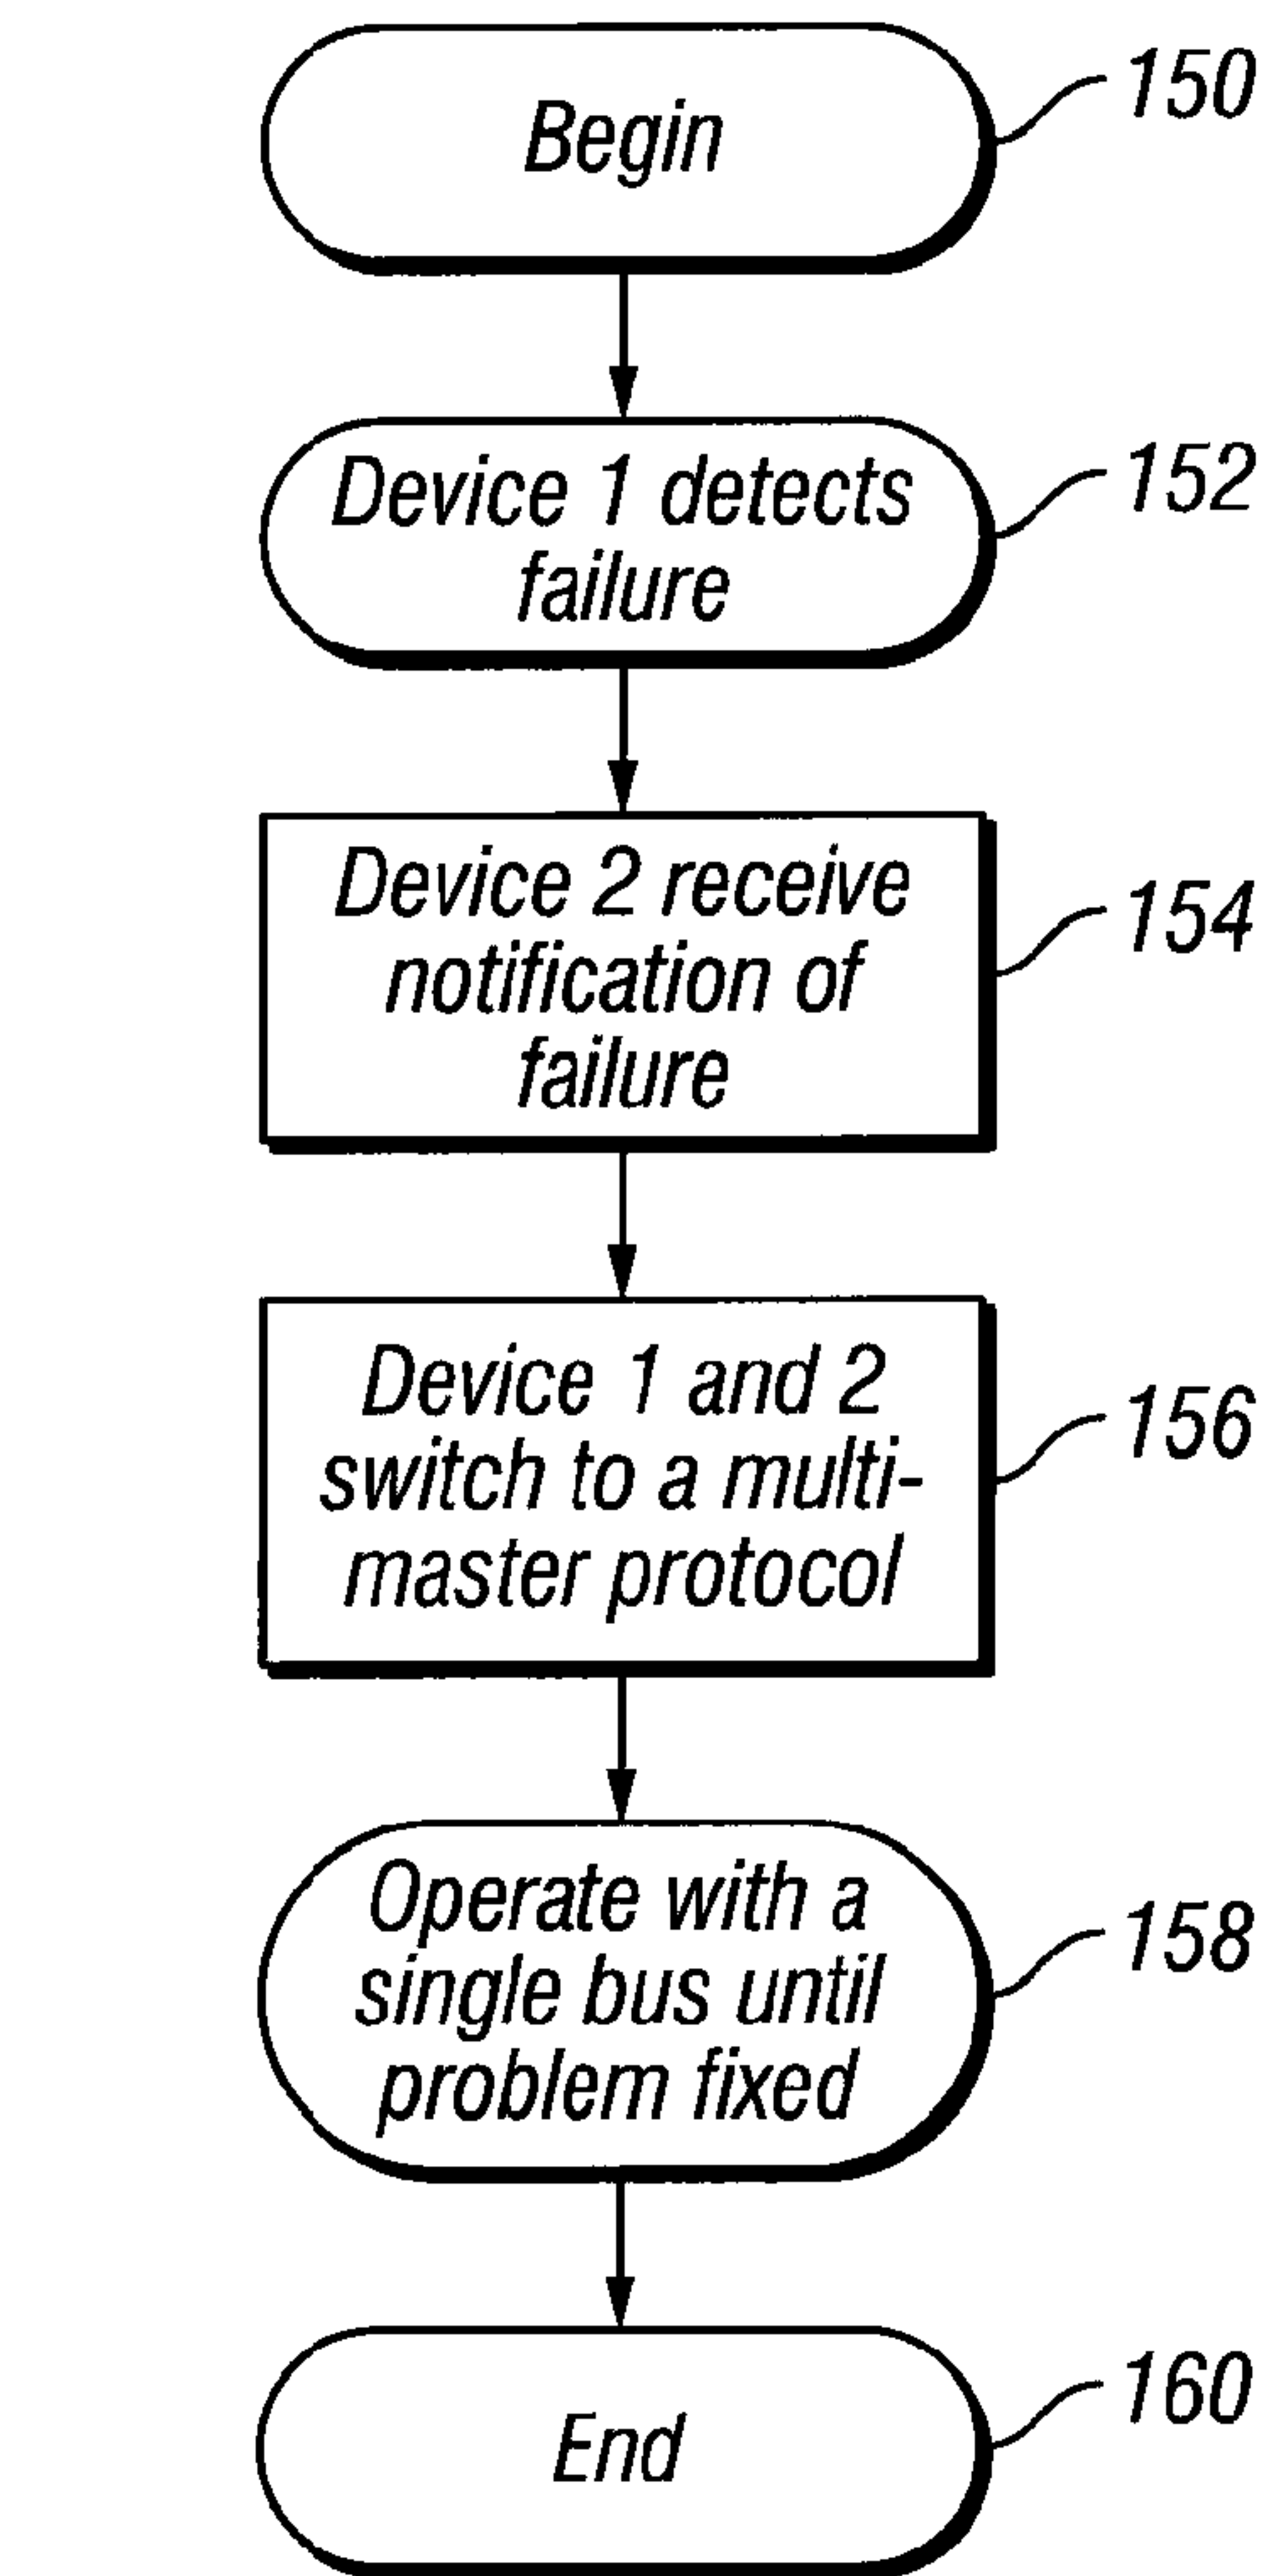 Begin
150
Device 1 detects
failure
152
Device 2 receive
notification of
failure
154
Device 1 and 2
switch to a multi-
master protocol
156
Operate with a
single bus until
problem fixed
158
End
160